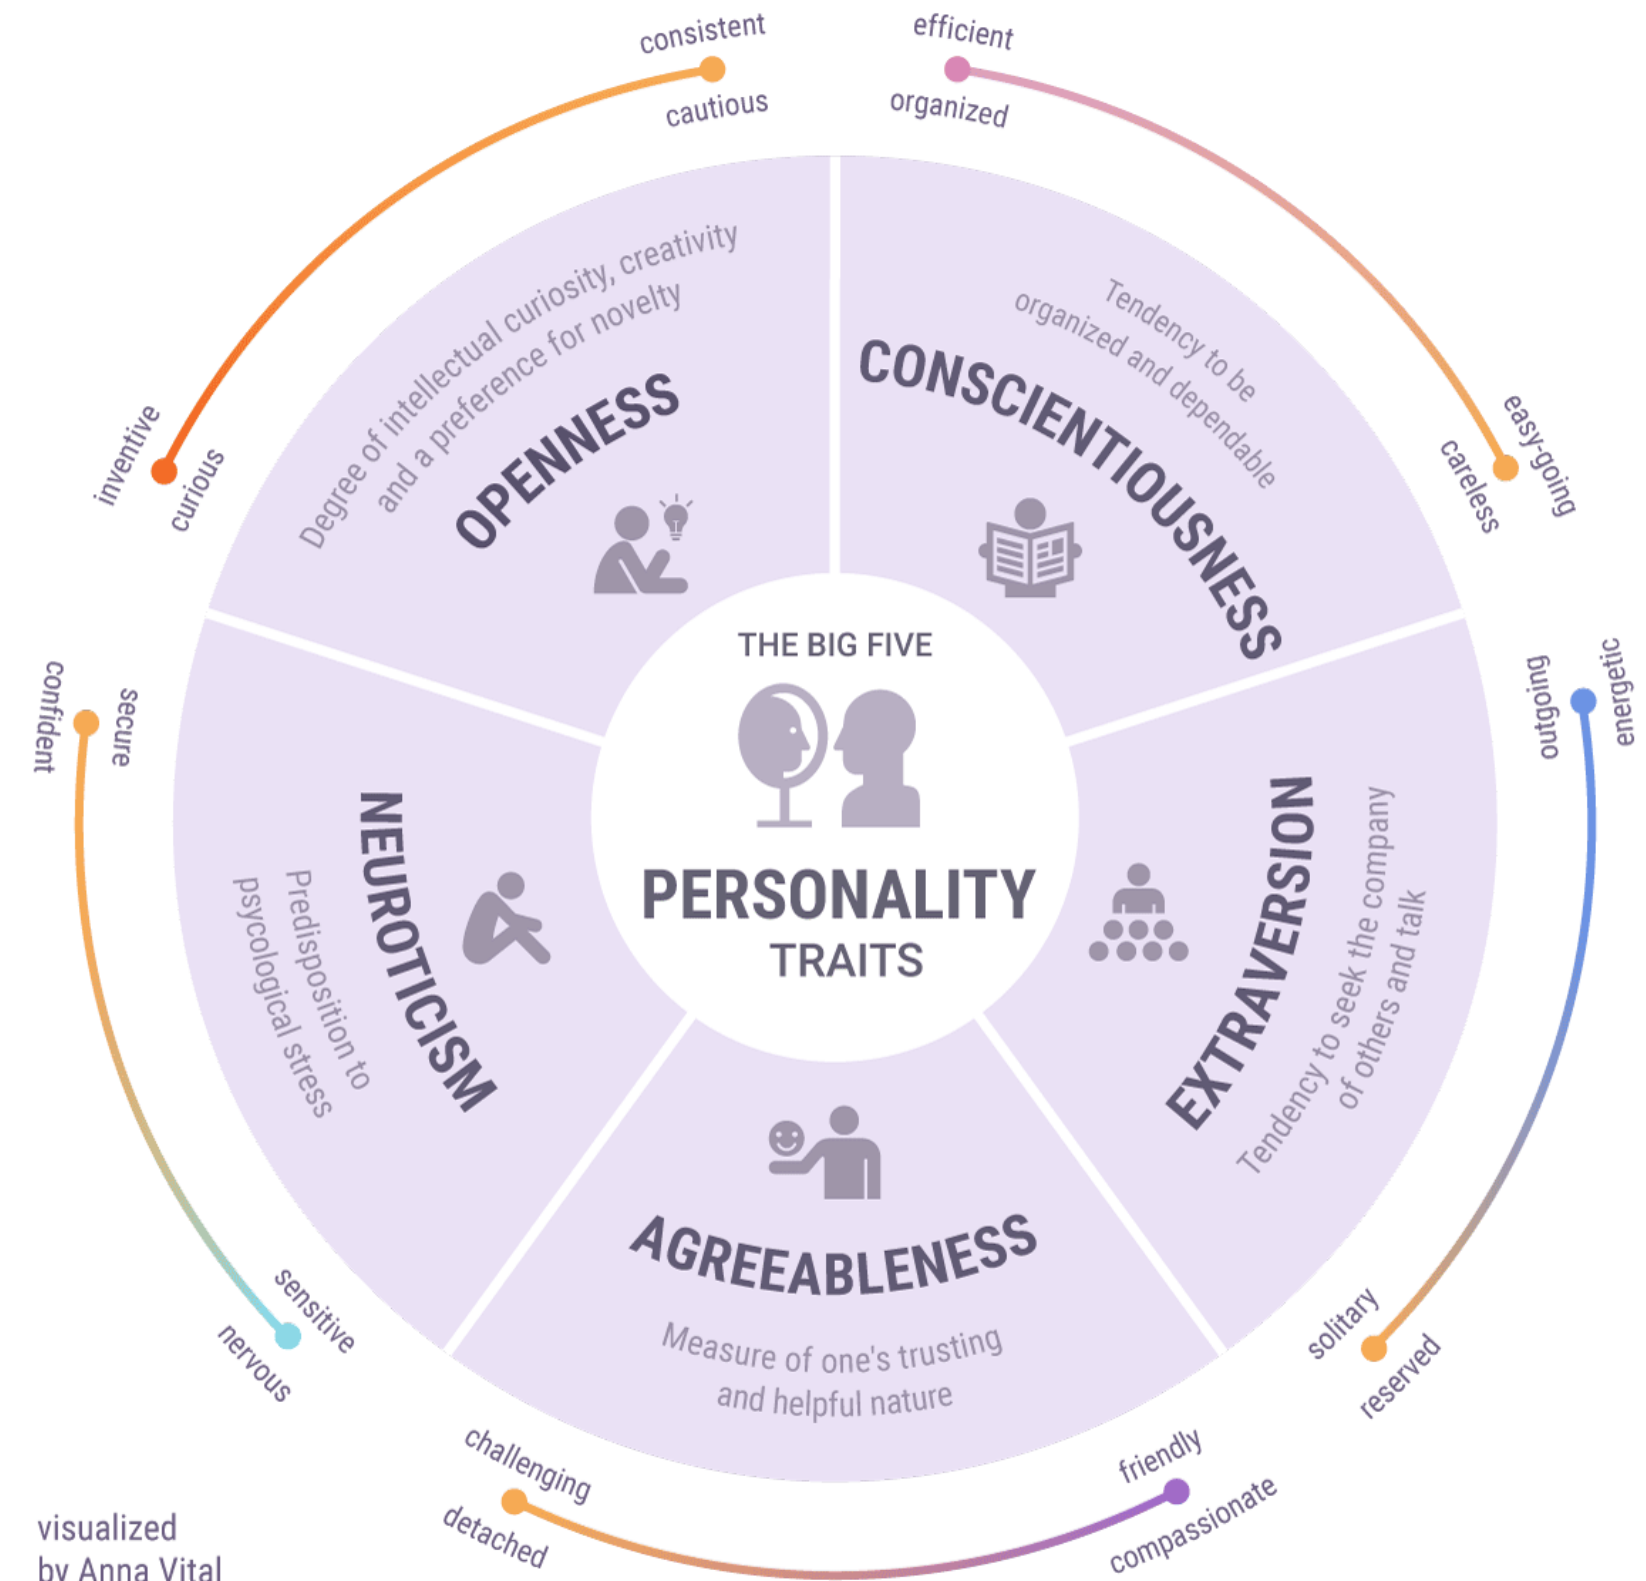 THE BIG FIVE
PERSONALITY
TRAITS
consistent
cautious
Degree of intellectual curiosity, creativity
and a preference for novelty
OPENNESS
inventive
curious
efficient
organized
Tendency to be
organized and dependable
CONSCIENTIOUSNESS
easy-going
careless
energetic
outgoing
EXTRAVERSION
Tendency to seek the company
of others and talk
solitary
reserved
AGREEABLENESS
Measure of one's trusting
and helpful nature
friendly
compassionate
challenging
detached
NEUROTICISM
Predisposition to
psycological stress
secure
confident
sensitive
nervous
visualized
by Anna Vital